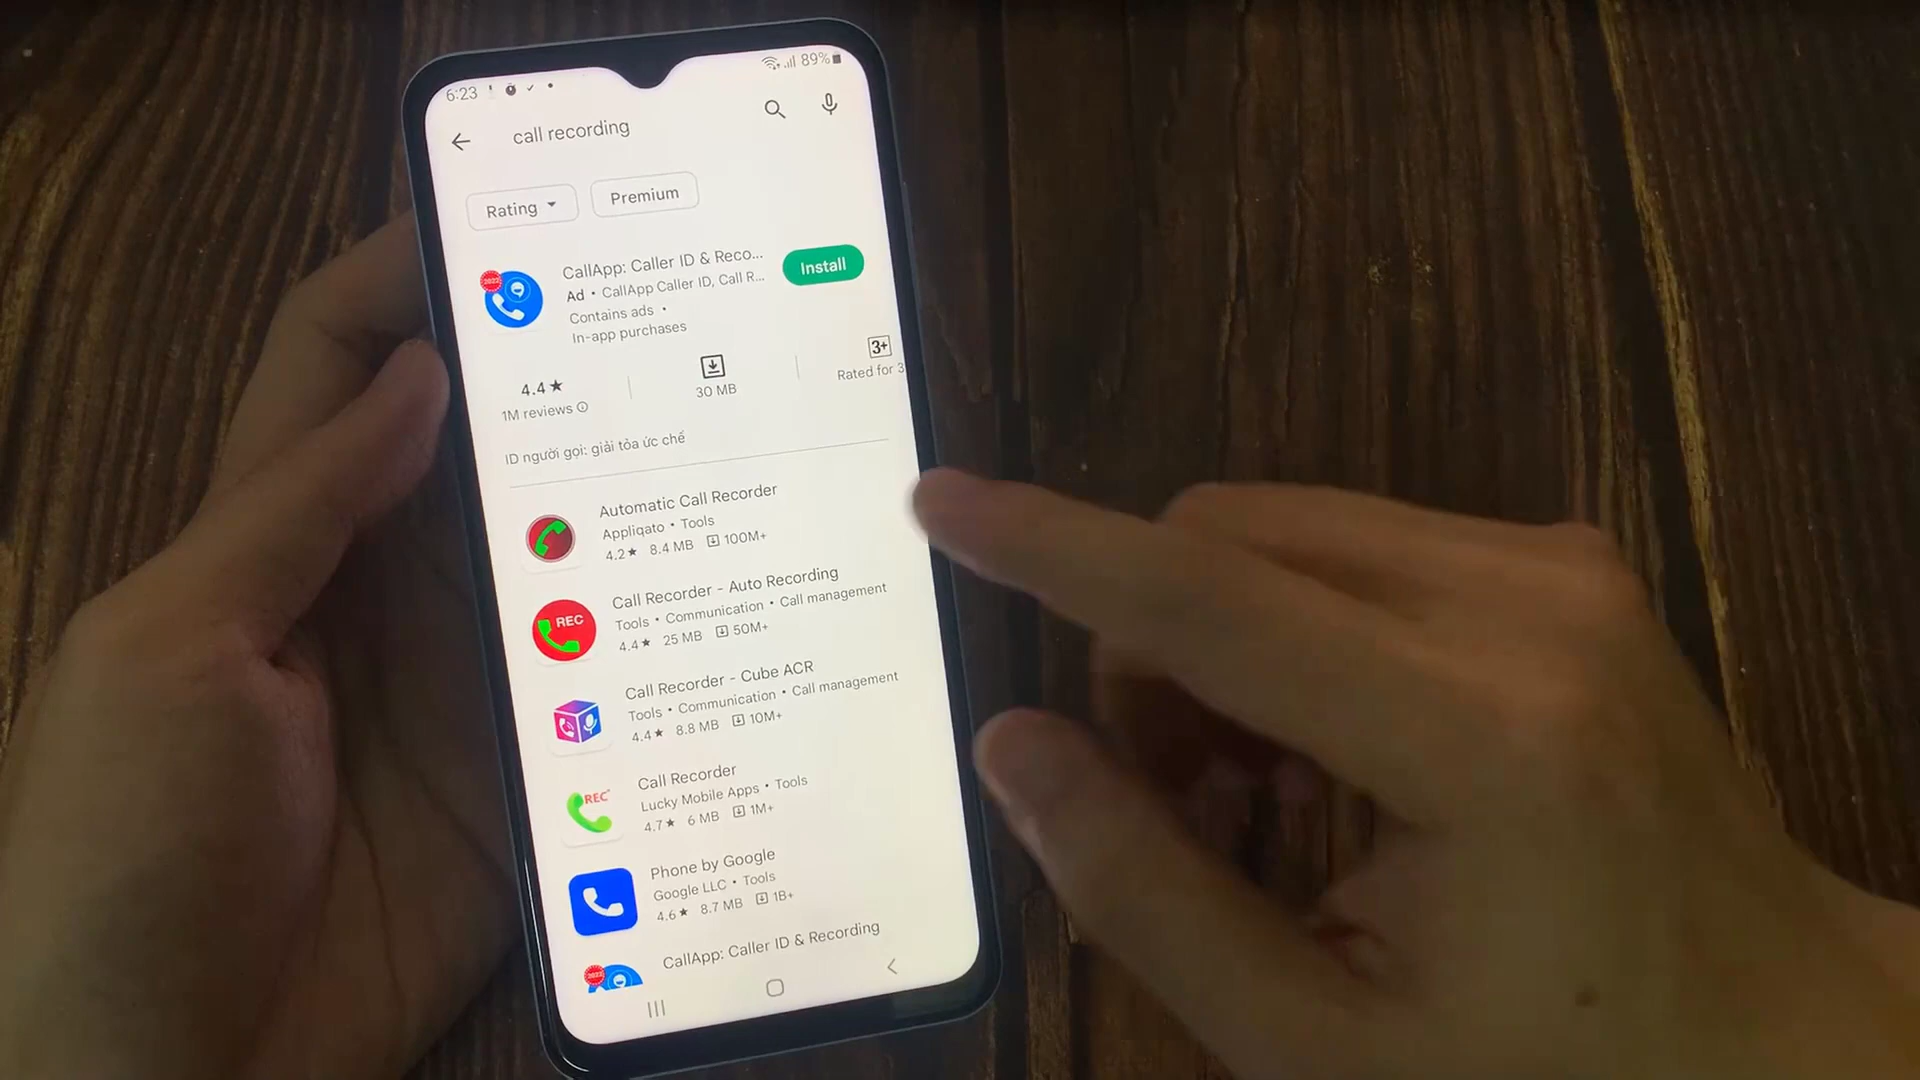 6:23
89%
call recording
Rating
Premium
CallApp: Caller ID & Reco...
Ad • CallApp Caller ID, Call R...
Contains ads •
In-app purchases
Install
4.4★
1M reviews
30 MB
3+
Rated for 3
ID người gọi: giải tỏa ức chế
Automatic Call Recorder
Appliqato • Tools
4.2★ 8.4 MB 100M+
REC
Call Recorder - Auto Recording
Tools • Communication • Call management
4.4★ 25 MB 50M+
Call Recorder - Cube ACR
Tools • Communication • Call management
4.4★ 8.8 MB 10M+
REC
Call Recorder
Lucky Mobile Apps • Tools
4.7★ 6 MB 1M+
Phone by Google
Google LLC • Tools
4.6★ 8.7 MB 1B+
CallApp: Caller ID & Recording